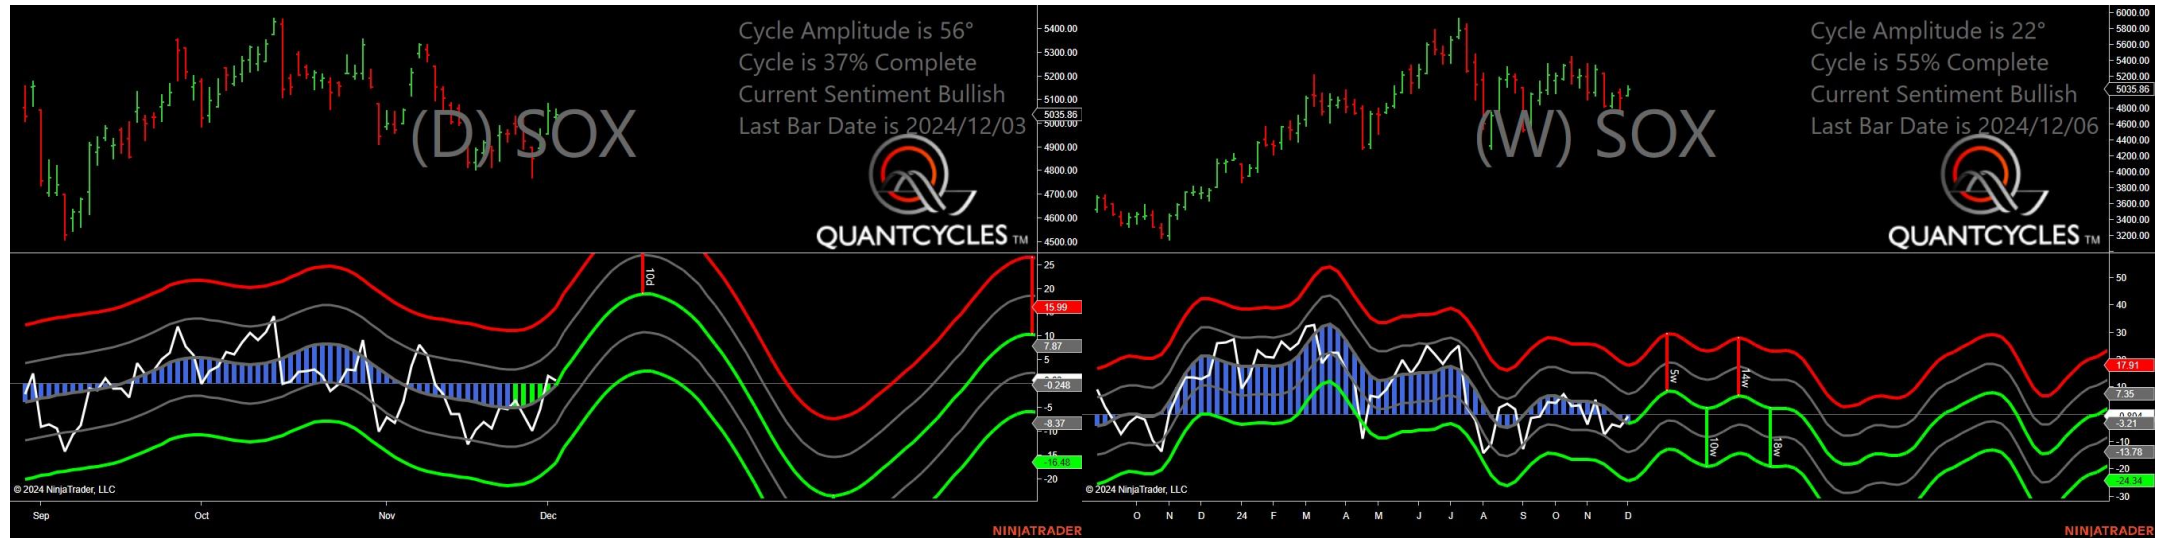 Cycle Amplitude is 56°
Cycle is 37% Complete
Current Sentiment Bullish
Last Bar Date is 2024/12/03
(D) SOX
QUANTCYCLES TM
5400.00
5300.00
5200.00
5100.00
5035.86
5000.00
4900.00
4800.00
4700.00
4600.00
4500.00
10d
25
20
15.99
10
7.87
5
-0.248
-5
-8.37
-10
-15
-16.48
-20
© 2024 NinjaTrader, LLC
Sep Oct Nov Dec
NINJATRADER
Cycle Amplitude is 22°
Cycle is 55% Complete
Current Sentiment Bullish
Last Bar Date is 2024/12/06
(W) SOX
QUANTCYCLES TM
6000.00
5800.00
5600.00
5400.00
5200.00
5035.86
4800.00
4600.00
4400.00
4200.00
4000.00
3800.00
3600.00
3400.00
3200.00
5w
14w
10w
18w
50
40
30
17.91
10
7.35
-0.804
-3.21
-10
-13.78
-20
-24.34
-30
© 2024 NinjaTrader, LLC
O N D 24 F M A M J J A S O N D
NINJATRADER